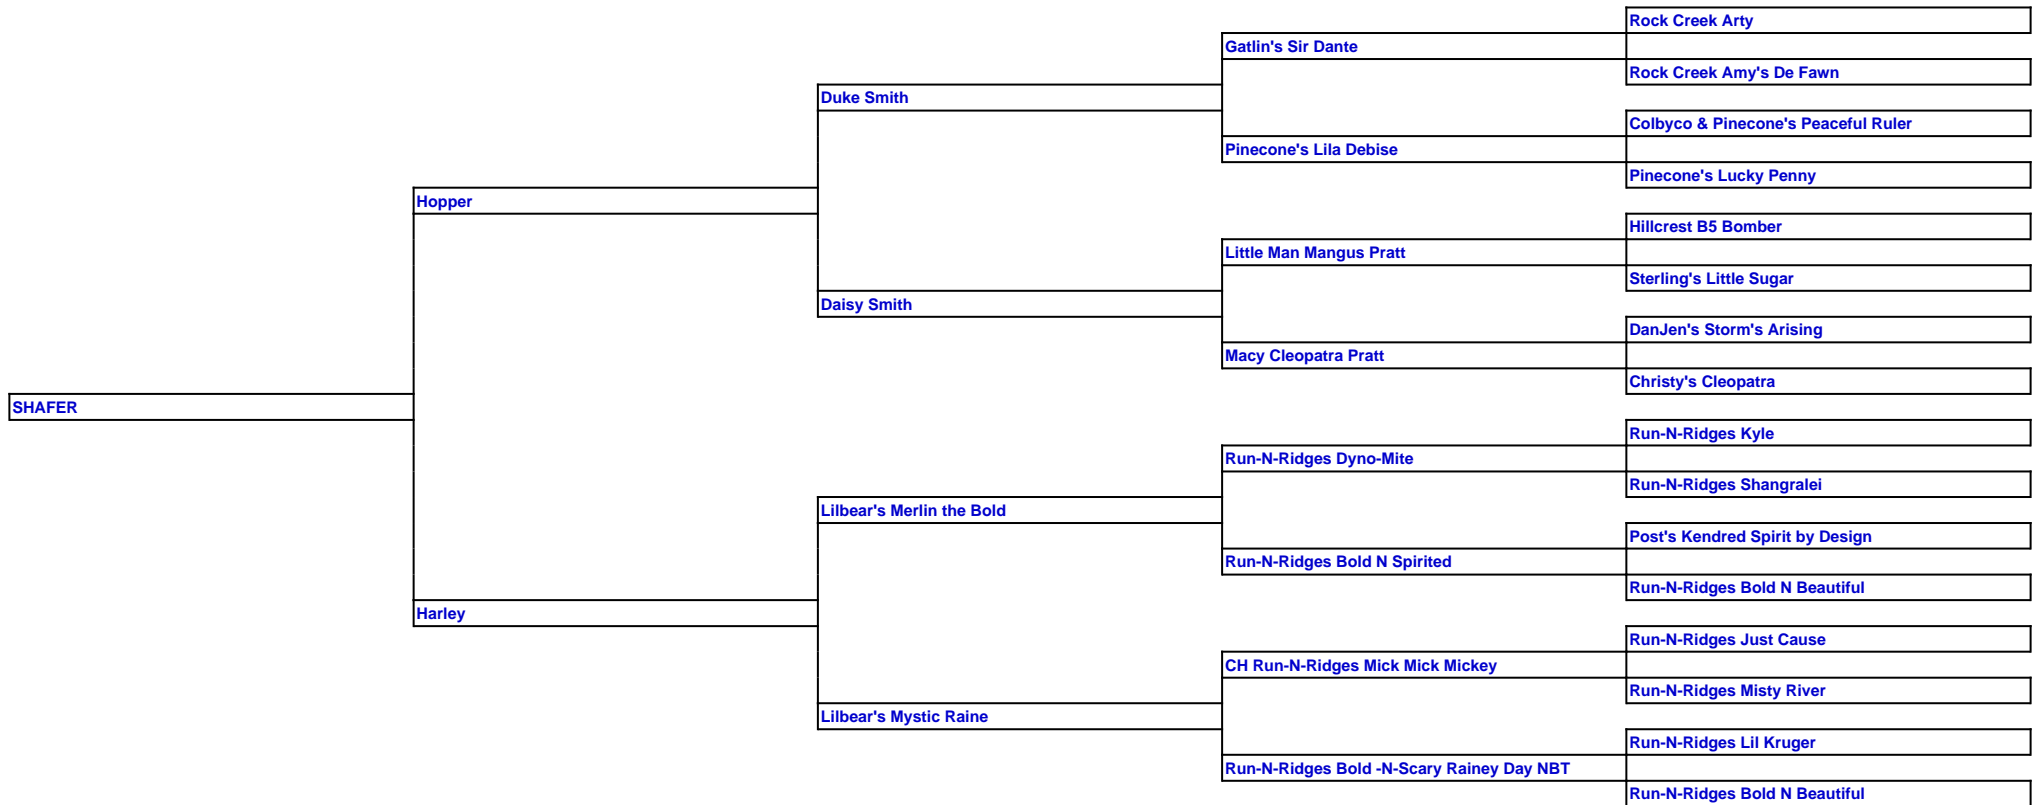 Rock Creek Arty
Gatlin's Sir Dante
Rock Creek Amy's De Fawn
Duke Smith
Colbyco & Pinecone's Peaceful Ruler
Pinecone's Lila Debise
Pinecone's Lucky Penny
Hopper
Hillcrest B5 Bomber
Little Man Mangus Pratt
Sterling's Little Sugar
Daisy Smith
DanJen's Storm's Arising
Macy Cleopatra Pratt
Christy's Cleopatra
SHAFER
Run-N-Ridges Kyle
Run-N-Ridges Dyno-Mite
Run-N-Ridges Shangralei
Lilbear's Merlin the Bold
Post's Kendred Spirit by Design
Run-N-Ridges Bold N Spirited
Run-N-Ridges Bold N Beautiful
Harley
Run-N-Ridges Just Cause
CH Run-N-Ridges Mick Mick Mickey
Run-N-Ridges Misty River
Lilbear's Mystic Raine
Run-N-Ridges Lil Kruger
Run-N-Ridges Bold -N-Scary Rainey Day NBT
Run-N-Ridges Bold N Beautiful